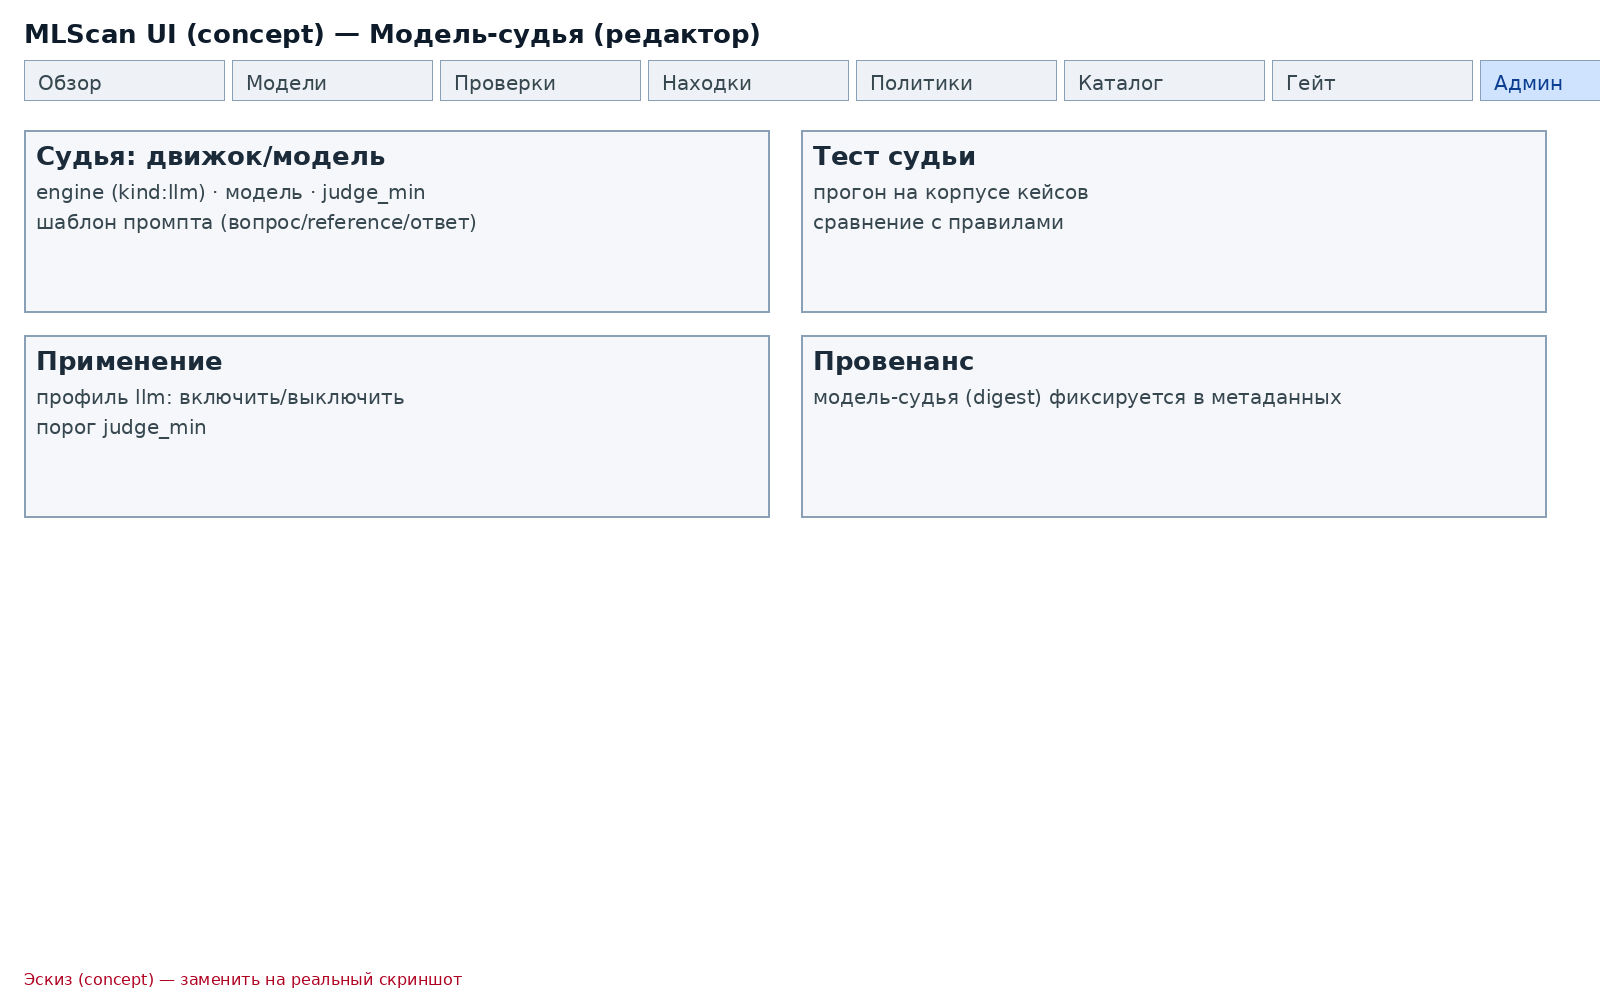 MLScan UI (concept) — Модель-судья (редактор)
Обзор
Модели
Проверки
Находки
Политики
Каталог
Гейт
Админ
Судья: движок/модель
engine (kind:llm) · модель · judge_min
шаблон промпта (вопрос/reference/ответ)
Тест судьи
прогон на корпусе кейсов
сравнение с правилами
Применение
профиль llm: включить/выключить
порог judge_min
Провенанс
модель-судья (digest) фиксируется в метаданных
Эскиз (concept) — заменить на реальный скриншот